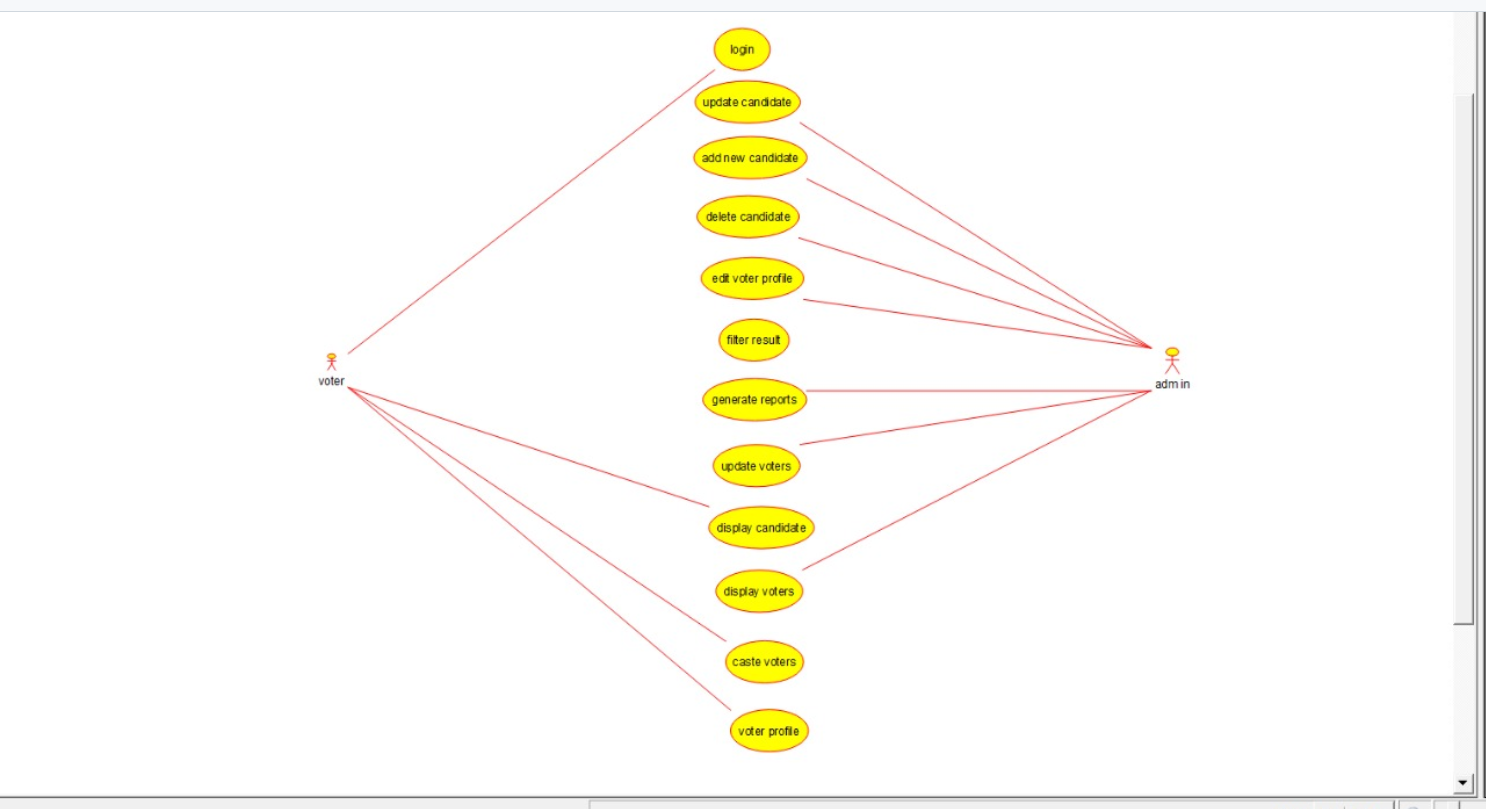 login
update candidate
add new candidate
delete candidate
edit voter profile
filter result
voter
admin
generate reports
update voters
display candidate
display voters
caste voters
voter profile